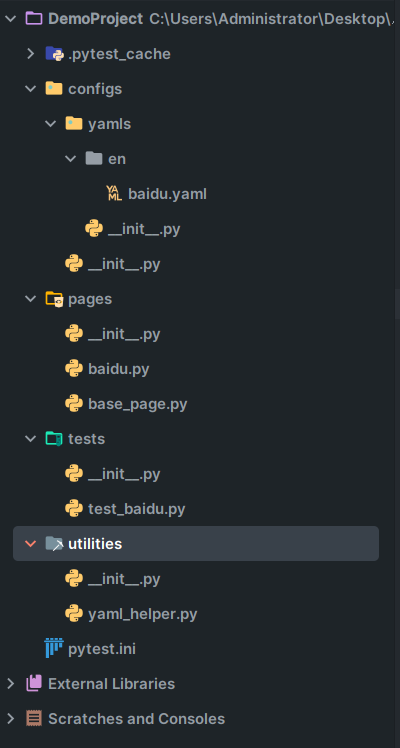 DemoProject C:\Users\Administrator\Desktop\
.pytest_cache
configs
yamls
en
YAML baidu.yaml
__init__.py
__init__.py
pages
__init__.py
baidu.py
base_page.py
tests
__init__.py
test_baidu.py
utilities
__init__.py
yaml_helper.py
pytest.ini
External Libraries
Scratches and Consoles